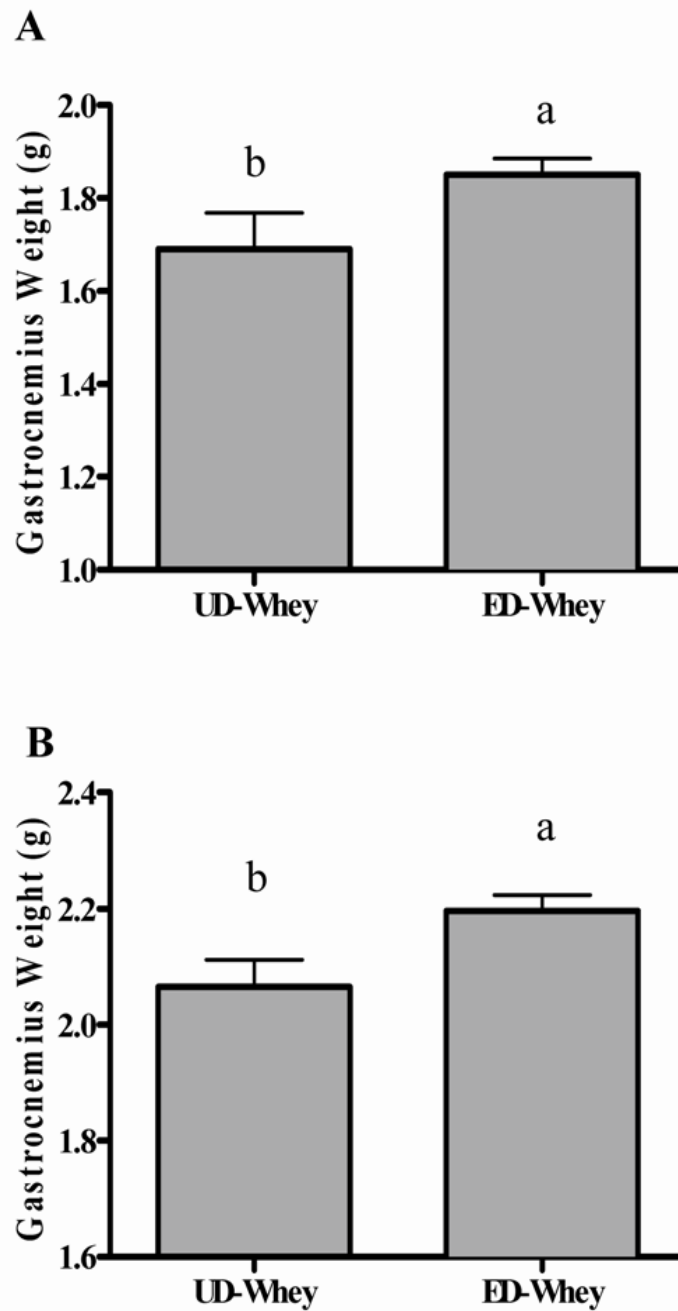 A
Gastrocnemius Weight (g)
2.0
1.8
1.6
1.4
1.2
1.0
b
a
UD-Whey
ED-Whey
B
Gastrocnemius Weight (g)
2.4
2.2
2.0
1.8
1.6
b
a
UD-Whey
ED-Whey